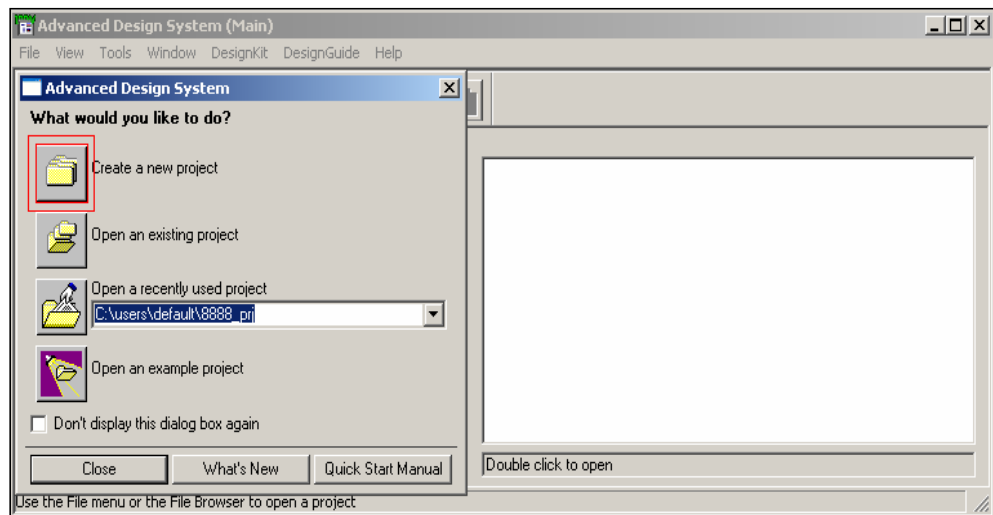 Advanced Design System (Main)
File View Tools Window DesignKit DesignGuide Help
Advanced Design System
What would you like to do?
Create a new project
Open an existing project
Open a recently used project
C:\users\default\8888_prj
Open an example project
Don't display this dialog box again
Close What's New Quick Start Manual
Double click to open
Use the File menu or the File Browser to open a project